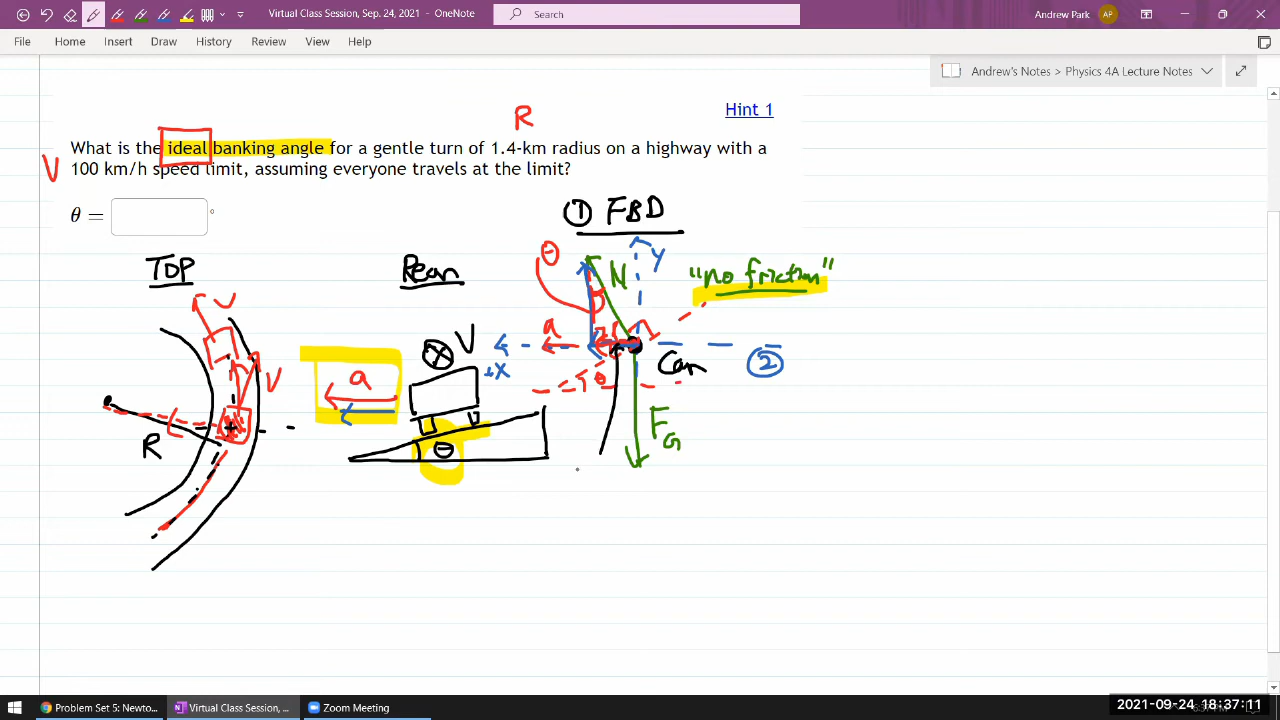 Virtual Class Session, Sep. 24, 2021 - OneNote
Search
Andrew Park
AP
File Home Insert Draw History Review View Help
Andrew's Notes > Physics 4A Lecture Notes
Hint 1
R
What is the ideal banking angle for a gentle turn of 1.4-km radius on a highway with a
V
100 km/h speed limit, assuming everyone travels at the limit?
θ = °
① FBD
TOP
Rear
θ
N
Y
"no friction"
V
V
V
a
a
+X
θ
Car
②
R
θ
FG
Problem Set 5: Newto...
Virtual Class Session, ...
Zoom Meeting
2021-09-24 18:37:11